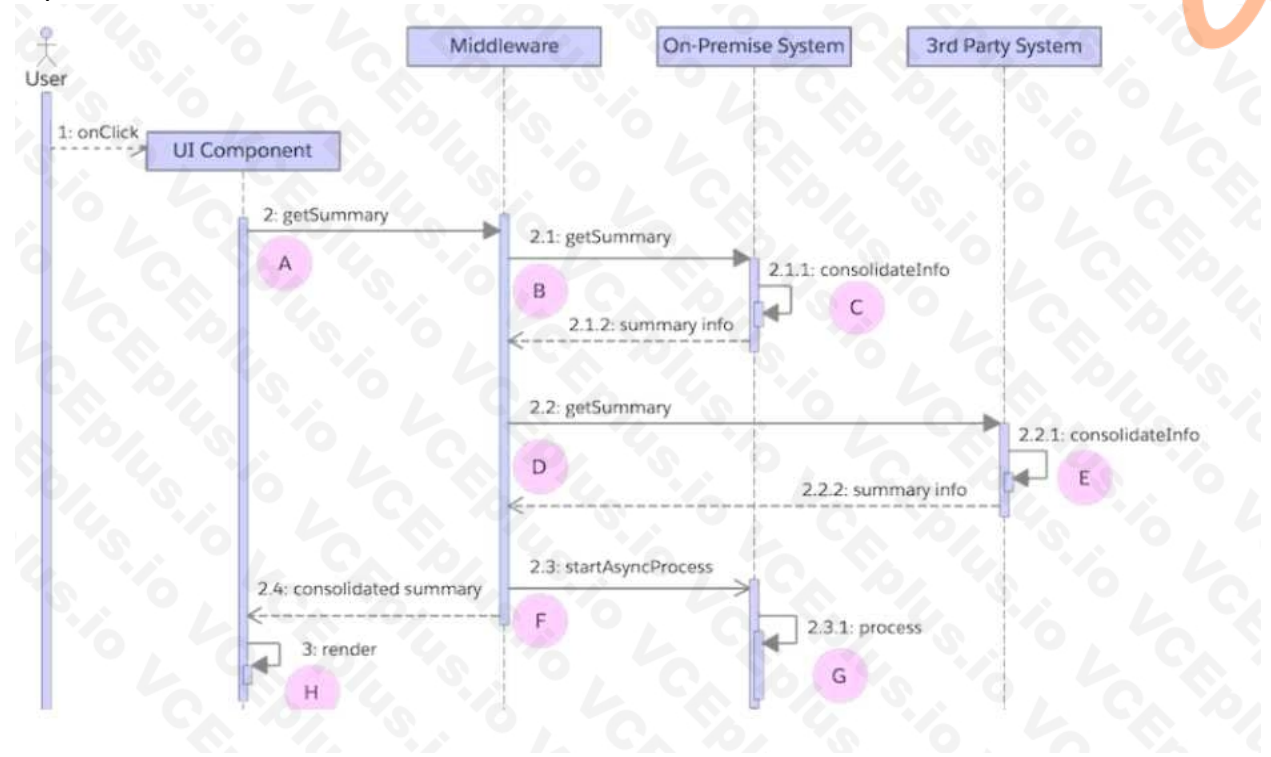 Middleware
On-Premise System
3rd Party System
User
1: onClick
UI Component
2: getSummary
2.1: getSummary
A
2.1.1: consolidateInfo
B
C
2.1.2: summary info
2.2: getSummary
2.2.1: consolidateInfo
D
E
2.2.2: summary info
2.3: startAsyncProcess
2.4: consolidated summary
F
2.3.1: process
3: render
G
H
VCEplus.io